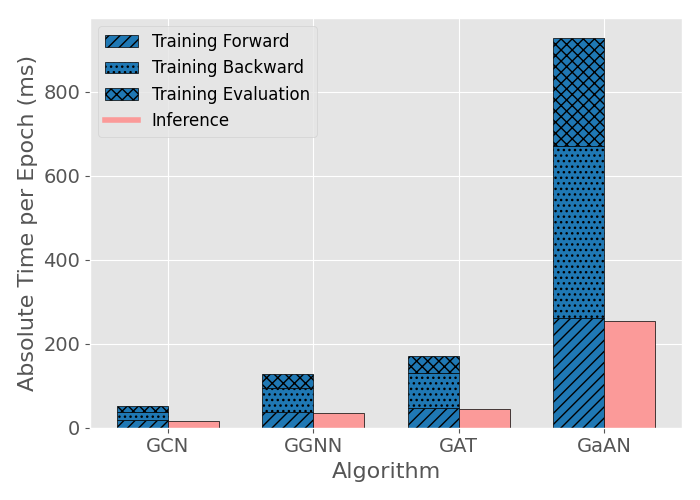 Training Forward
Training Backward
Training Evaluation
Inference
Absolute Time per Epoch (ms)
800
600
400
200
0
GCN GGNN GAT GaAN
Algorithm